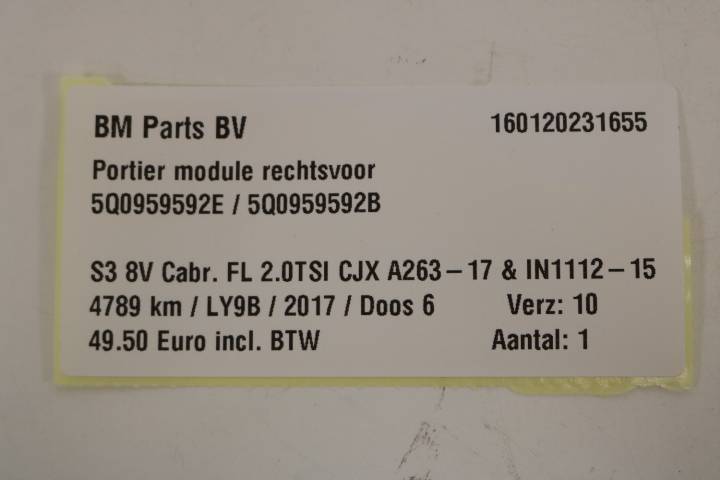 BM Parts BV 160120231655
Portier module rechtsvoor
5Q0959592E / 5Q0959592B
S3 8V Cabr. FL 2.0TSI CJX A263-17 & IN1112-15
4789 km / LY9B / 2017 / Doos 6 Verz: 10
49.50 Euro incl. BTW Aantal: 1